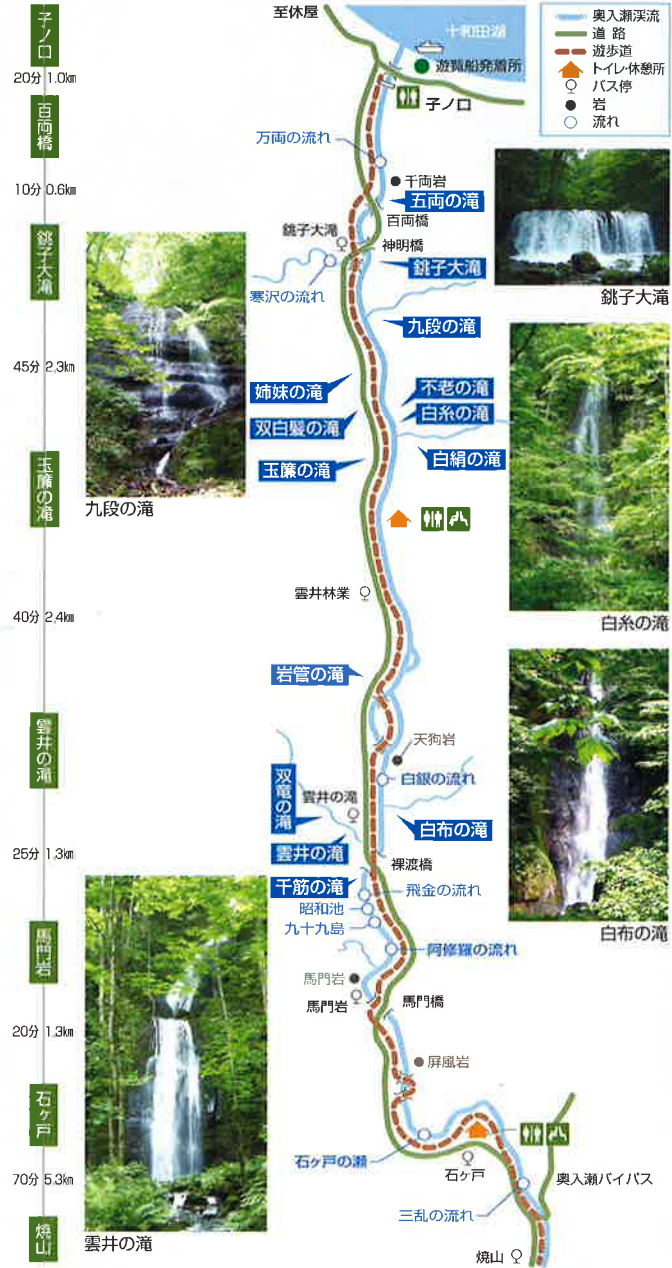 子ノ口
20分 1.0㎞
百両橋
10分 0.6㎞
銚子大滝
45分 2.3㎞
玉簾の滝
40分 2.4㎞
雲井の滝
25分 1.3㎞
馬門岩
20分 1.3㎞
石ヶ戸
70分 5.3㎞
焼山
至休屋
十和田湖
遊覧船発着所
子ノ口
奥入瀬渓流
道路
遊歩道
トイレ・休憩所
バス停
岩
流れ
万両の流れ
千両岩
五両の滝
百両橋
銚子大滝
神明橋
銚子大滝
寒沢の流れ
九段の滝
姉妹の滝
不老の滝
双白髪の滝
白糸の滝
玉簾の滝
白絹の滝
雲井林業
岩菅の滝
天狗岩
白銀の流れ
双竜の滝
雲井の滝
白布の滝
雲井の滝
裸渡橋
千筋の滝
飛金の流れ
昭和池
九十九島
阿修羅の流れ
馬門岩
馬門岩
馬門橋
屏風岩
石ヶ戸の瀬
石ヶ戸
奥入瀬バイパス
三乱の流れ
焼山
銚子大滝
九段の滝
白糸の滝
白布の滝
雲井の滝